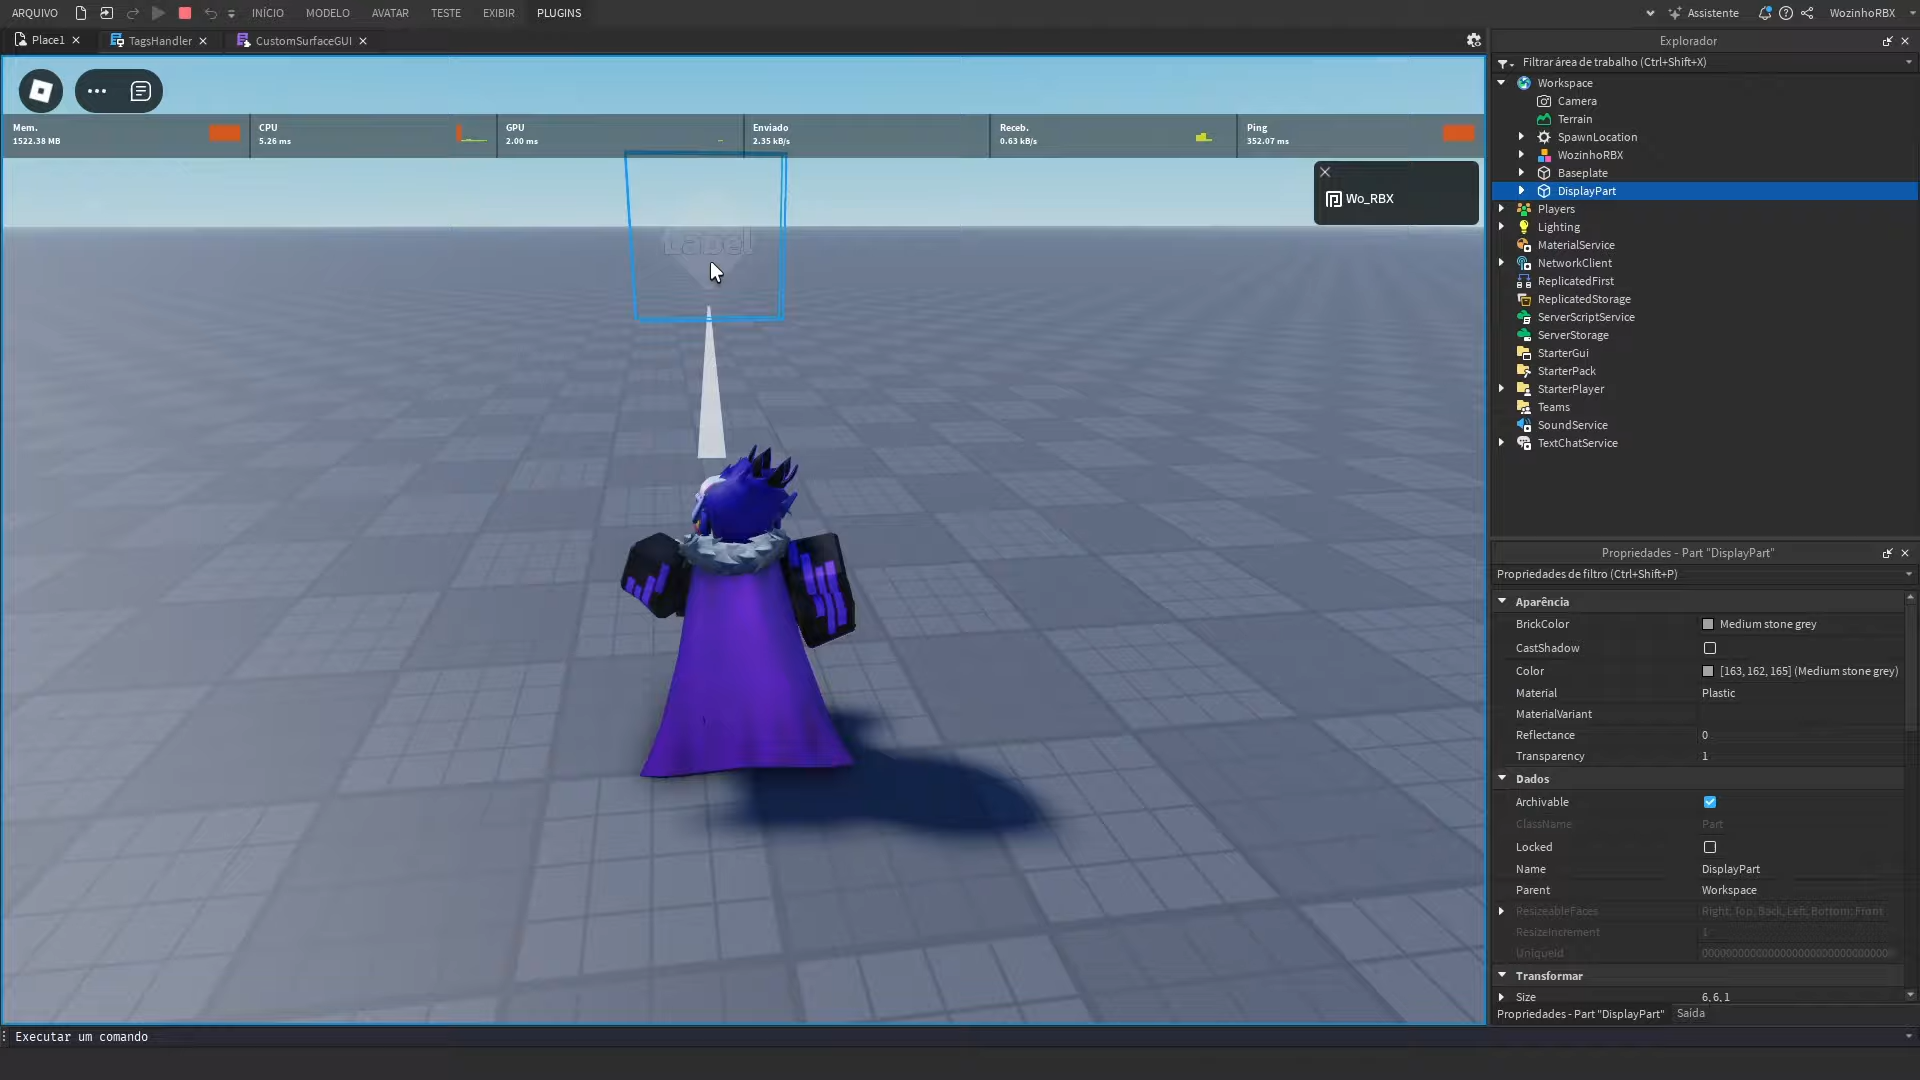 ARQUIVO INÍCIO MODELO AVATAR TESTE EXIBIR PLUGINS Assistente WozinhoRBX
Place1 TagsHandler CustomSurfaceGUI
Explorador
Filtrar área de trabalho (Ctrl+Shift+X)
Workspace
Camera
Terrain
SpawnLocation
WozinhoRBX
Baseplate
DisplayPart
Players
Lighting
MaterialService
NetworkClient
ReplicatedFirst
ReplicatedStorage
ServerScriptService
ServerStorage
StarterGui
StarterPack
StarterPlayer
Teams
SoundService
TextChatService
Mem. CPU GPU Enviado Receb. Ping
1522.38 MB 5.26 ms 2.00 ms 2.35 kB/s 0.63 kB/s 352.07 ms
Wo_RBX
Label
Propriedades - Part "DisplayPart"
Propriedades de filtro (Ctrl+Shift+P)
Aparência
BrickColor Medium stone grey
CastShadow
Color [163, 162, 165] (Medium stone grey)
Material Plastic
MaterialVariant
Reflectance 0
Transparency 1
Dados
Archivable
ClassName Part
Locked
Name DisplayPart
Parent Workspace
ResizeableFaces Right, Top, Back, Left, Bottom, Front
ResizeIncrement 1
UniqueId
Transformar
Size 6, 6, 1
Propriedades - Part "DisplayPart" Saída
Executar um comando